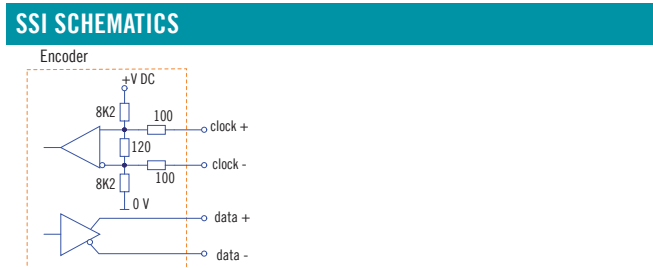 SSI SCHEMATICS
Encoder
+V DC
8K2
100
clock +
120
clock -
8K2
100
0 V
data +
data -